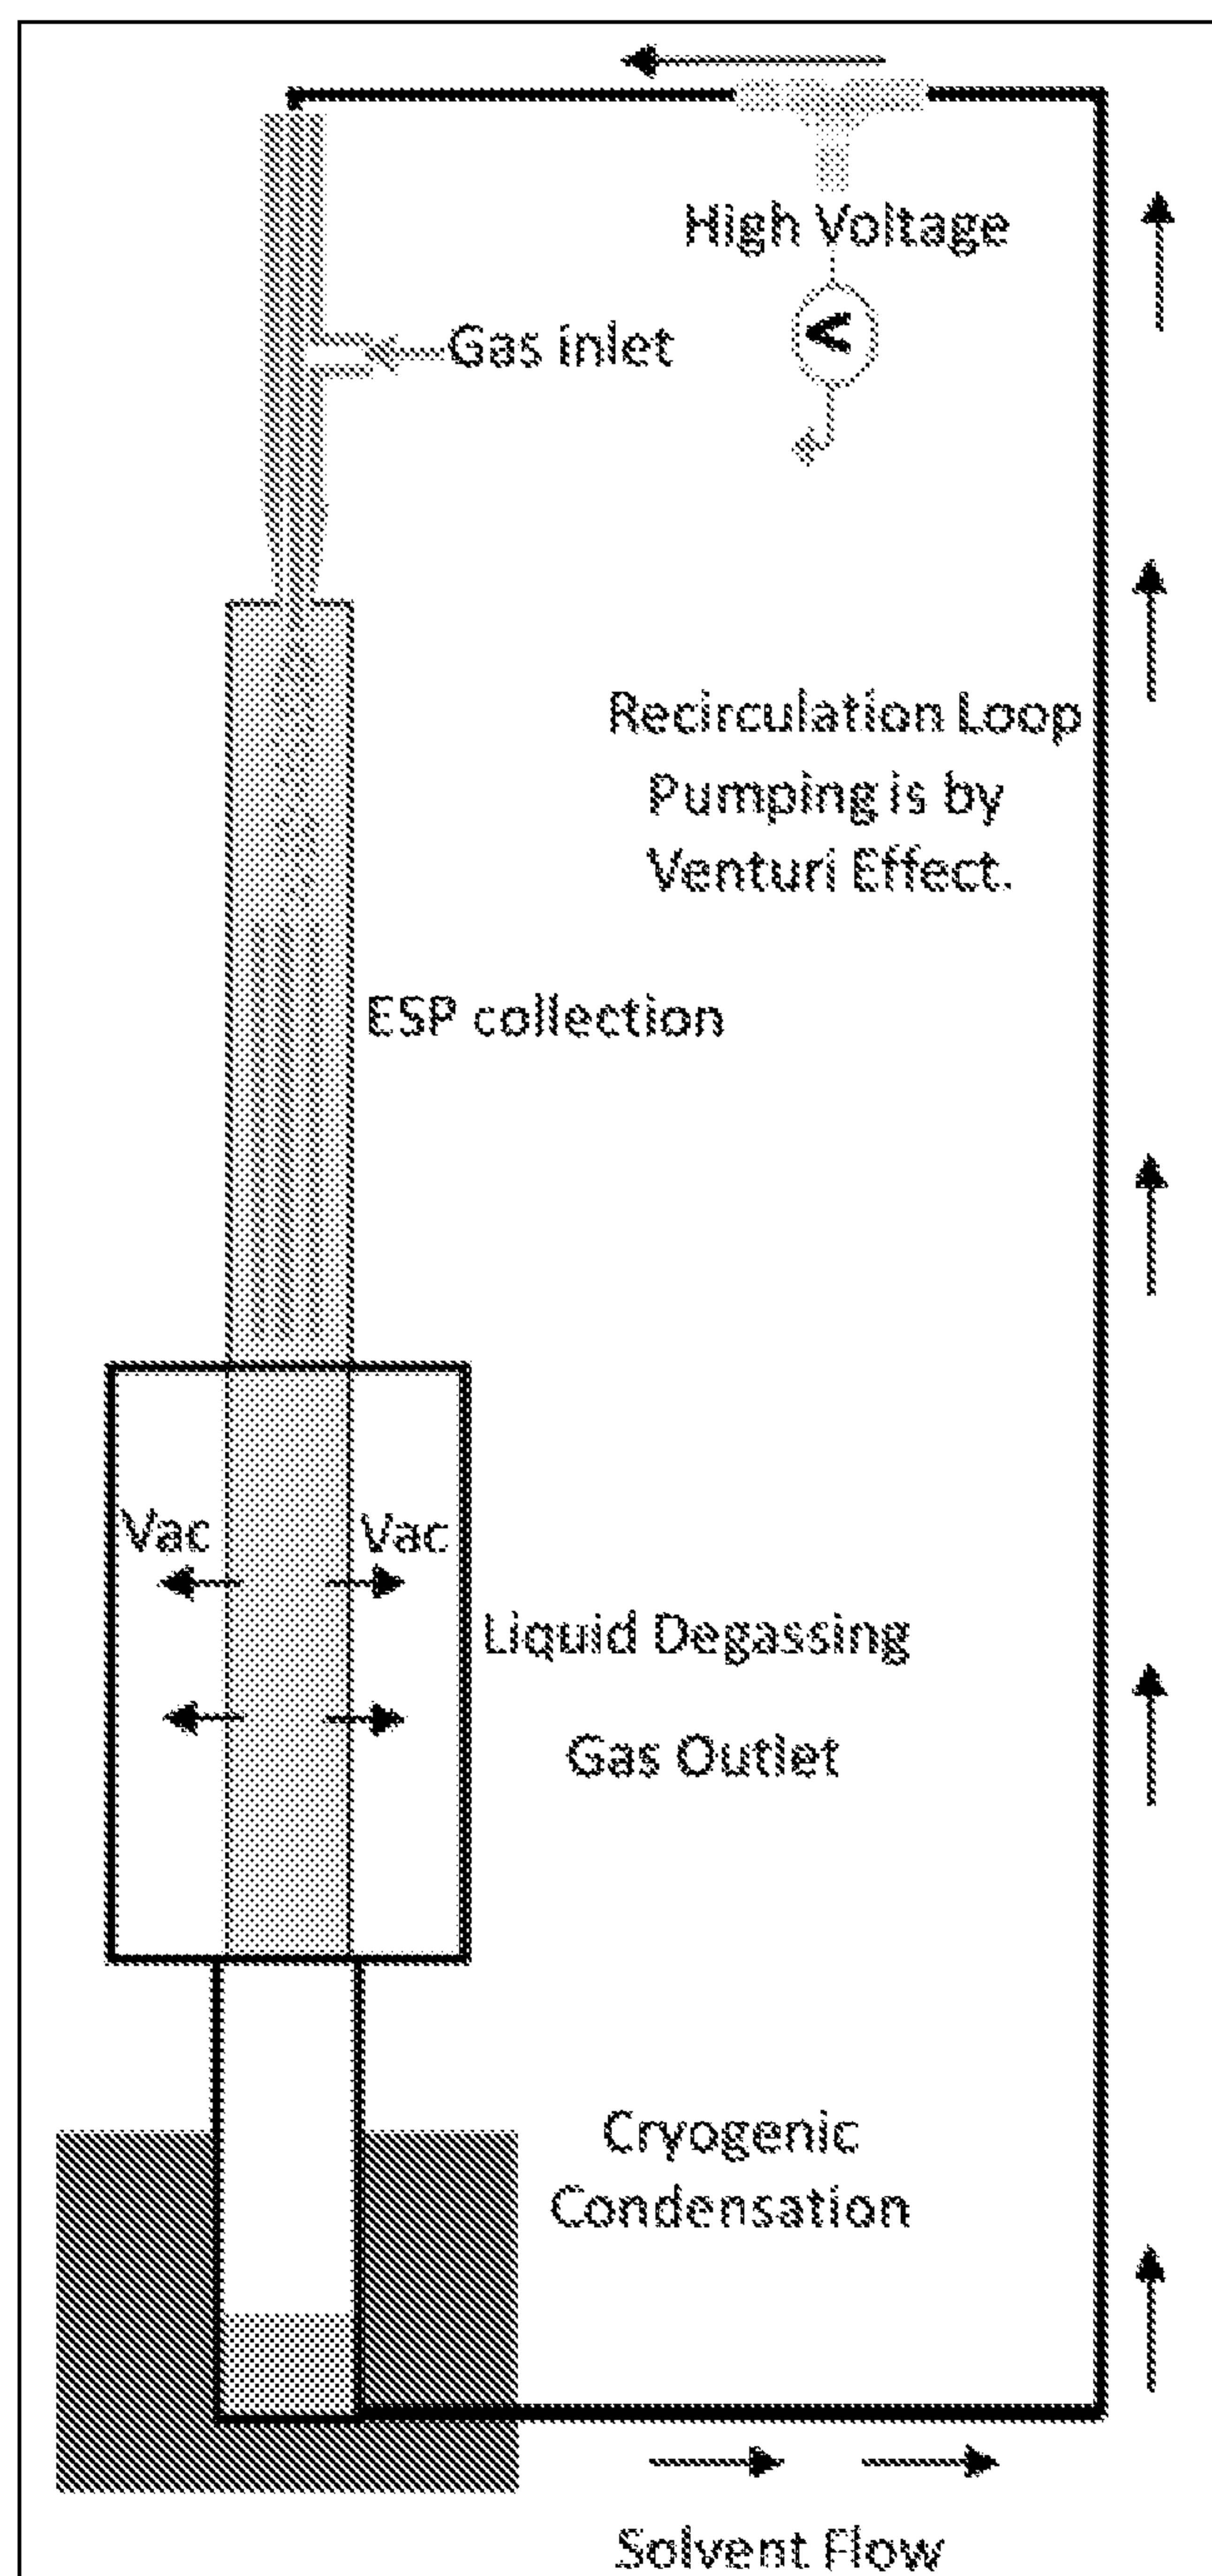 High Voltage
V
Gas inlet
Recirculation Loop
Pumping is by
Venturi Effect.
ESP collection
Vac
Vac
Liquid Degassing
Gas Outlet
Cryogenic
Condensation
Solvent Flow